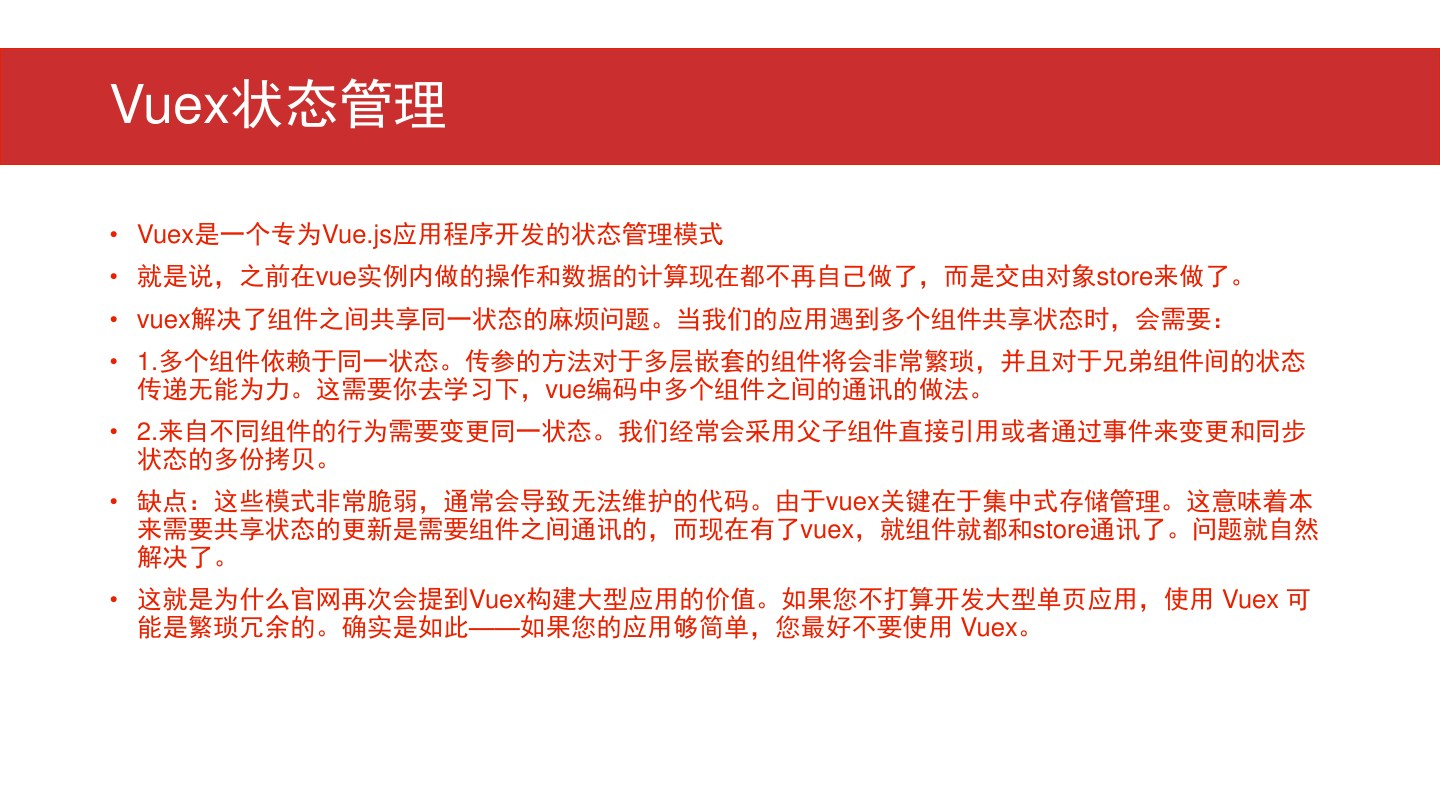 Vuex状态管理
• Vuex是一个专为Vue.js应用程序开发的状态管理模式
• 就是说，之前在vue实例内做的操作和数据的计算现在都不再自己做了，而是交由对象store来做了。
• vuex解决了组件之间共享同一状态的麻烦问题。当我们的应用遇到多个组件共享状态时，会需要：
• 1.多个组件依赖于同一状态。传参的方法对于多层嵌套的组件将会非常繁琐，并且对于兄弟组件间的状态
传递无能为力。这需要你去学习下，vue编码中多个组件之间的通讯的做法。
• 2.来自不同组件的行为需要变更同一状态。我们经常会采用父子组件直接引用或者通过事件来变更和同步
状态的多份拷贝。
• 缺点：这些模式非常脆弱，通常会导致无法维护的代码。由于vuex关键在于集中式存储管理。这意味着本
来需要共享状态的更新是需要组件之间通讯的，而现在有了vuex，就组件就都和store通讯了。问题就自然
解决了。
• 这就是为什么官网再次会提到Vuex构建大型应用的价值。如果您不打算开发大型单页应用，使用 Vuex 可
能是繁琐冗余的。确实是如此——如果您的应用够简单，您最好不要使用 Vuex。